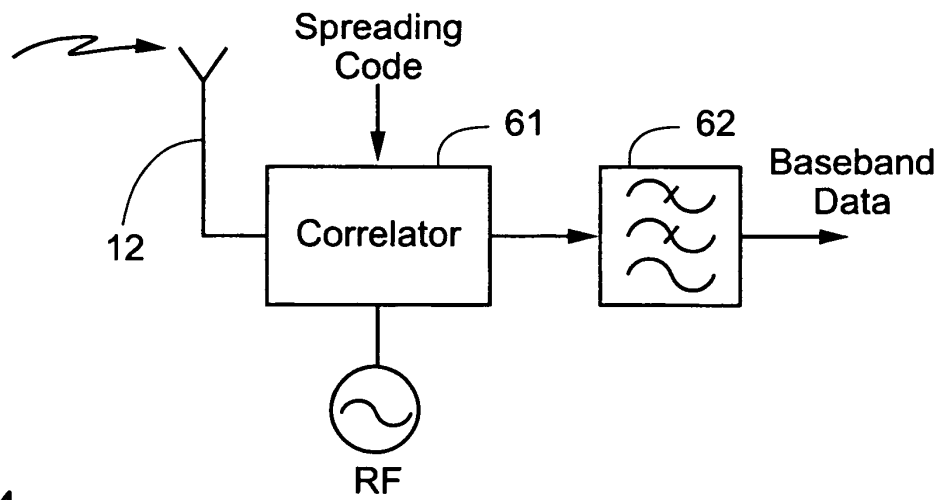 Spreading
Code
61
62
Baseband
Data
12
Correlator
RF